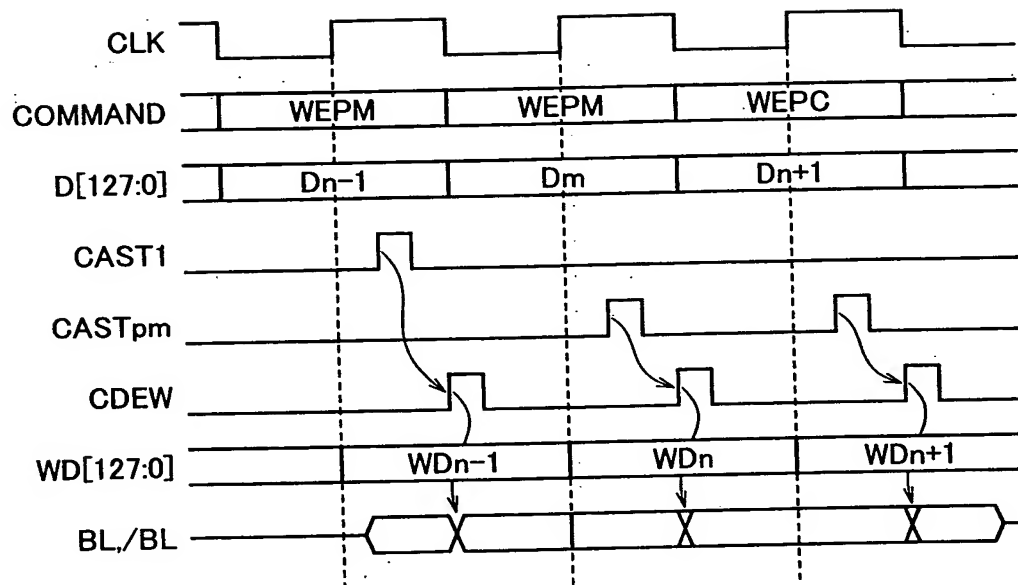 CLK
COMMAND WEPM WEPM WEPC
D[127:0] Dn-1 Dm Dn+1
CAST1
CASTpm
CDEW
WD[127:0] WDn-1 WDn WDn+1
BL,/BL